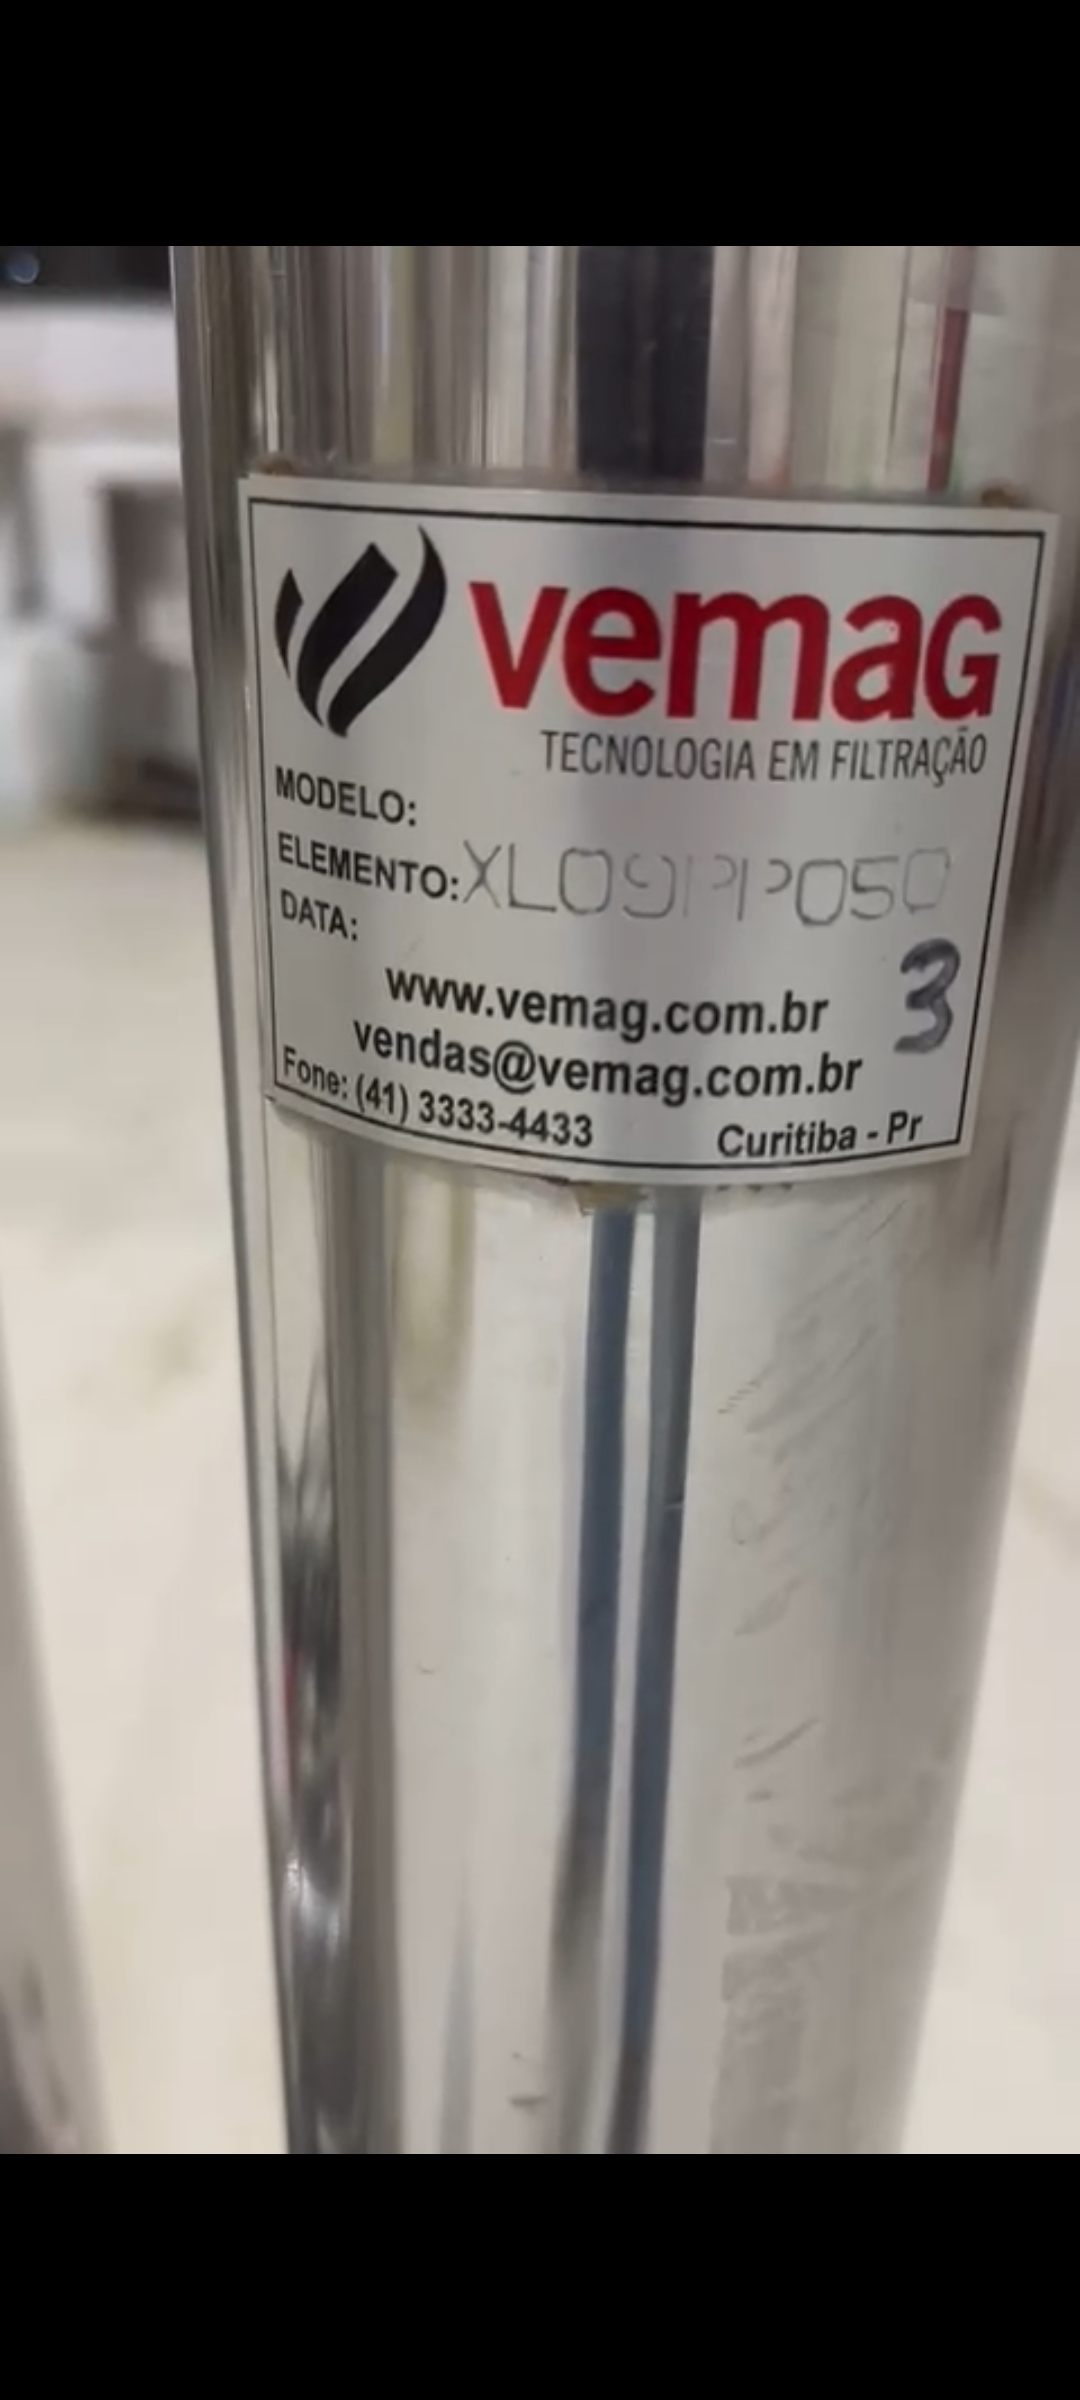 vemaG
TECNOLOGIA EM FILTRAÇÃO
MODELO:
ELEMENTO: XL09PP050
DATA:
3
www.vemag.com.br
vendas@vemag.com.br
Fone: (41) 3333-4433 Curitiba - Pr